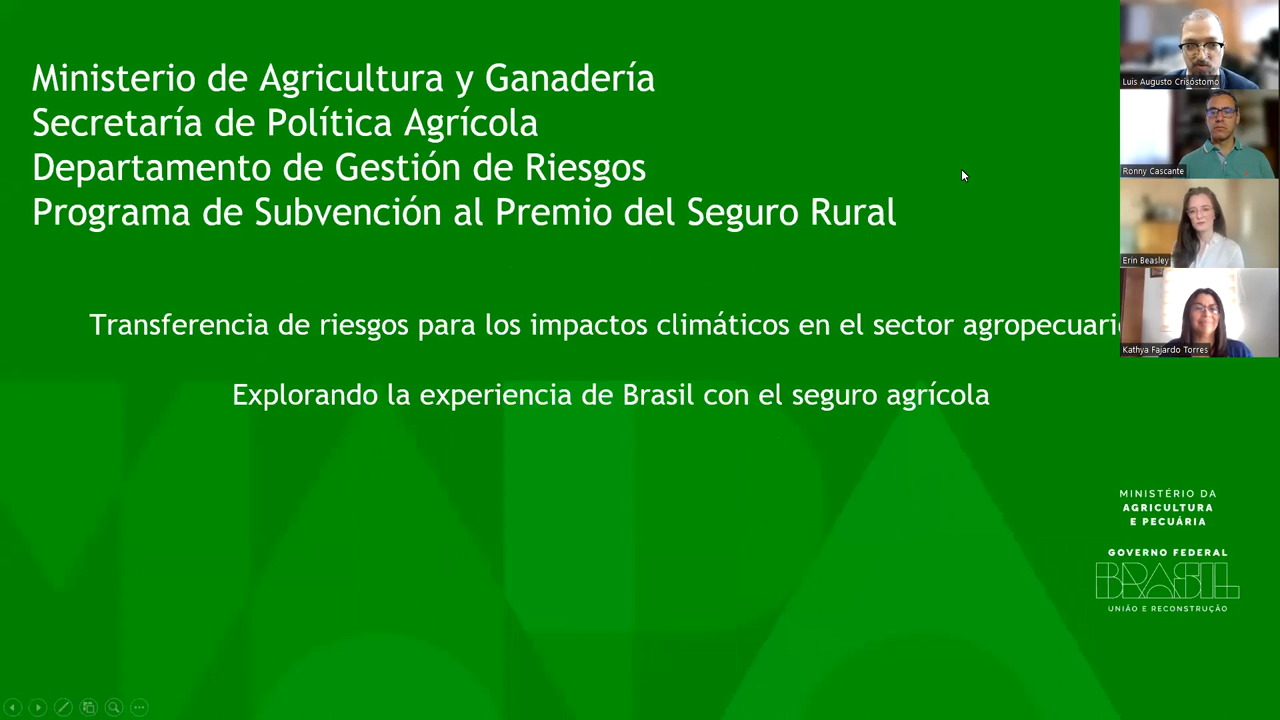 Ministerio de Agricultura y Ganadería
Secretaría de Política Agrícola
Departamento de Gestión de Riesgos
Programa de Subvención al Premio del Seguro Rural
Transferencia de riesgos para los impactos climáticos en el sector agropecuari
Explorando la experiencia de Brasil con el seguro agrícola
Luis Augusto Crisóstomo
Ronny Cascante
Erin Beasley
Kathya Fajardo Torres
MINISTÉRIO DA
AGRICULTURA
E PECUÁRIA
GOVERNO FEDERAL
BRASIL
UNIÃO E RECONSTRUÇÃO